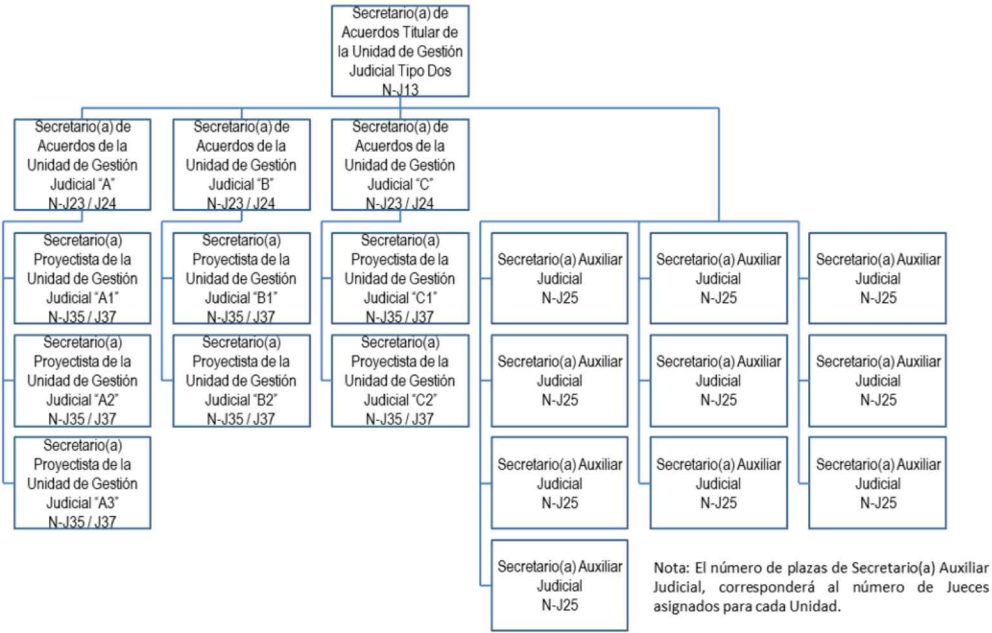 Secretario(a) de
Acuerdos Titular de
la Unidad de Gestión
Judicial Tipo Dos
N-J13
Secretario(a) de
Acuerdos de la
Unidad de Gestión
Judicial "A"
N-J23 / J24
Secretario(a) de
Acuerdos de la
Unidad de Gestión
Judicial "B"
N-J23 / J24
Secretario(a) de
Acuerdos de la
Unidad de Gestión
Judicial "C"
N-J23 / J24
Secretario(a)
Proyectista de la
Unidad de Gestión
Judicial "A1"
N-J35 / J37
Secretario(a)
Proyectista de la
Unidad de Gestión
Judicial "B1"
N-J35 / J37
Secretario(a)
Proyectista de la
Unidad de Gestión
Judicial "C1"
N-J35 / J37
Secretario(a) Auxiliar
Judicial
N-J25
Secretario(a) Auxiliar
Judicial
N-J25
Secretario(a) Auxiliar
Judicial
N-J25
Secretario(a)
Proyectista de la
Unidad de Gestión
Judicial "A2"
N-J35 / J37
Secretario(a)
Proyectista de la
Unidad de Gestión
Judicial "B2"
N-J35 / J37
Secretario(a)
Proyectista de la
Unidad de Gestión
Judicial "C2"
N-J35 / J37
Secretario(a) Auxiliar
Judicial
N-J25
Secretario(a) Auxiliar
Judicial
N-J25
Secretario(a) Auxiliar
Judicial
N-J25
Secretario(a)
Proyectista de la
Unidad de Gestión
Judicial "A3"
N-J35 / J37
Secretario(a) Auxiliar
Judicial
N-J25
Secretario(a) Auxiliar
Judicial
N-J25
Secretario(a) Auxiliar
Judicial
N-J25
Secretario(a) Auxiliar
Judicial
N-J25
Nota: El número de plazas de Secretario(a) Auxiliar
Judicial, corresponderá al número de Jueces
asignados para cada Unidad.